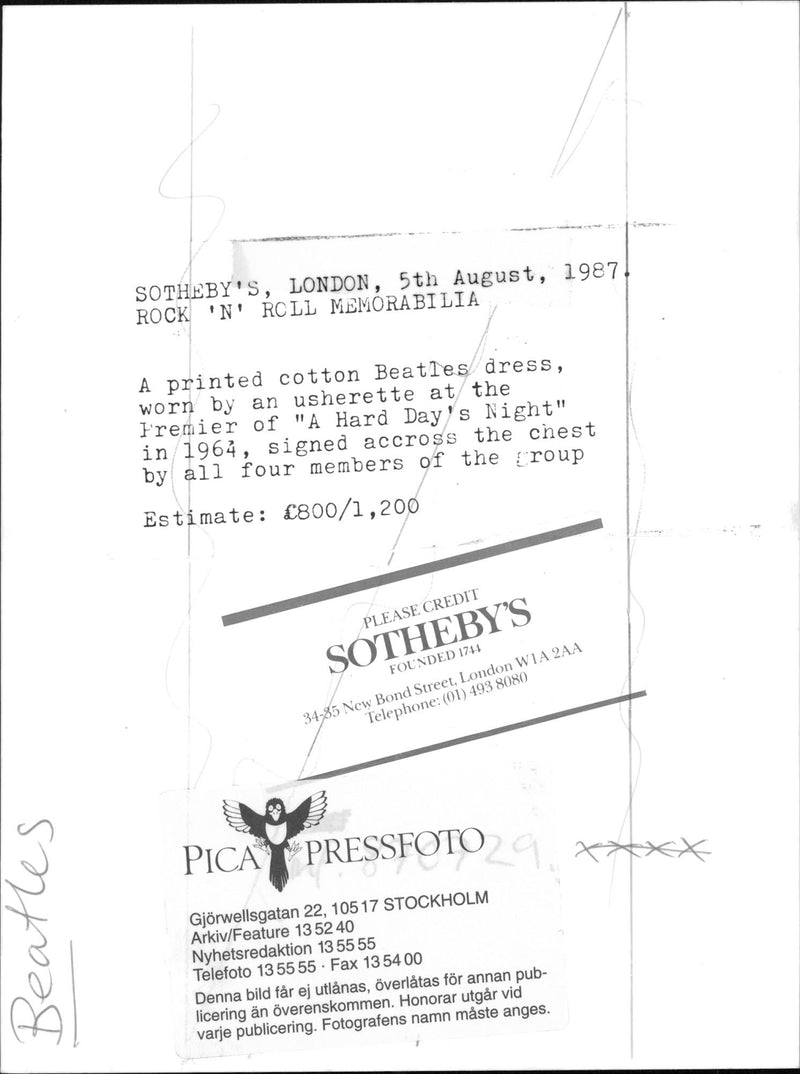 SOTHEBY'S, LONDON, 5th August, 1987.
ROCK 'N' ROLL MEMORABILIA
A printed cotton Beatles dress,
worn by an usherette at the
Premier of "A Hard Day's Night"
in 1964, signed accross the chest
by all four members of the group
Estimate: £800/1,200
PLEASE CREDIT
SOTHEBY'S
FOUNDED 1744
34-35 New Bond Street, London W1A 2AA
Telephone: (01) 493 8080
PICA PRESSFOTO
xxxx
Gjörwellsgatan 22, 105 17 STOCKHOLM
Arkiv/Feature 13 52 40
Nyhetsredaktion 13 55 55
Telefoto 13 55 55 · Fax 13 54 00
Denna bild får ej utlånas, överlåtas för annan pub-
licering än överenskommen. Honorar utgår vid
varje publicering. Fotografens namn måste anges.
Beatles